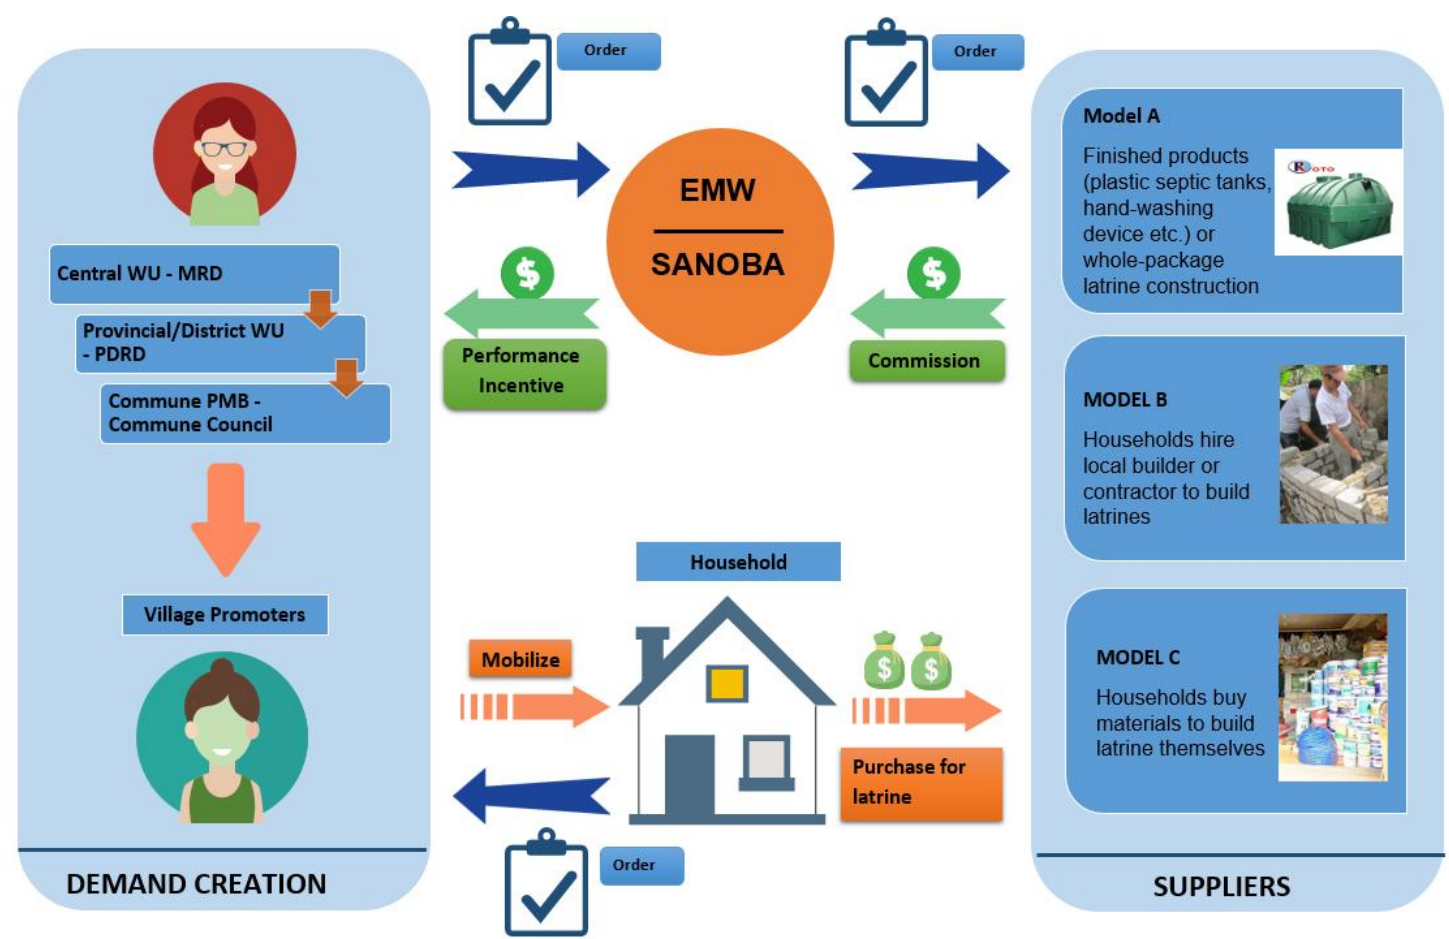 Order
Order
Central WU - MRD
Provincial/District WU
- PDRD
Commune PMB -
Commune Council
Village Promoters
DEMAND CREATION
EMW
SANOBA
$
Performance
Incentive
$
Commission
Household
Mobilize
$ $
Purchase for
latrine
Order
Model A
Finished products
(plastic septic tanks,
hand-washing
device etc.) or
whole-package
latrine construction
ROTO
MODEL B
Households hire
local builder or
contractor to build
latrines
MODEL C
Households buy
materials to build
latrine themselves
SUPPLIERS